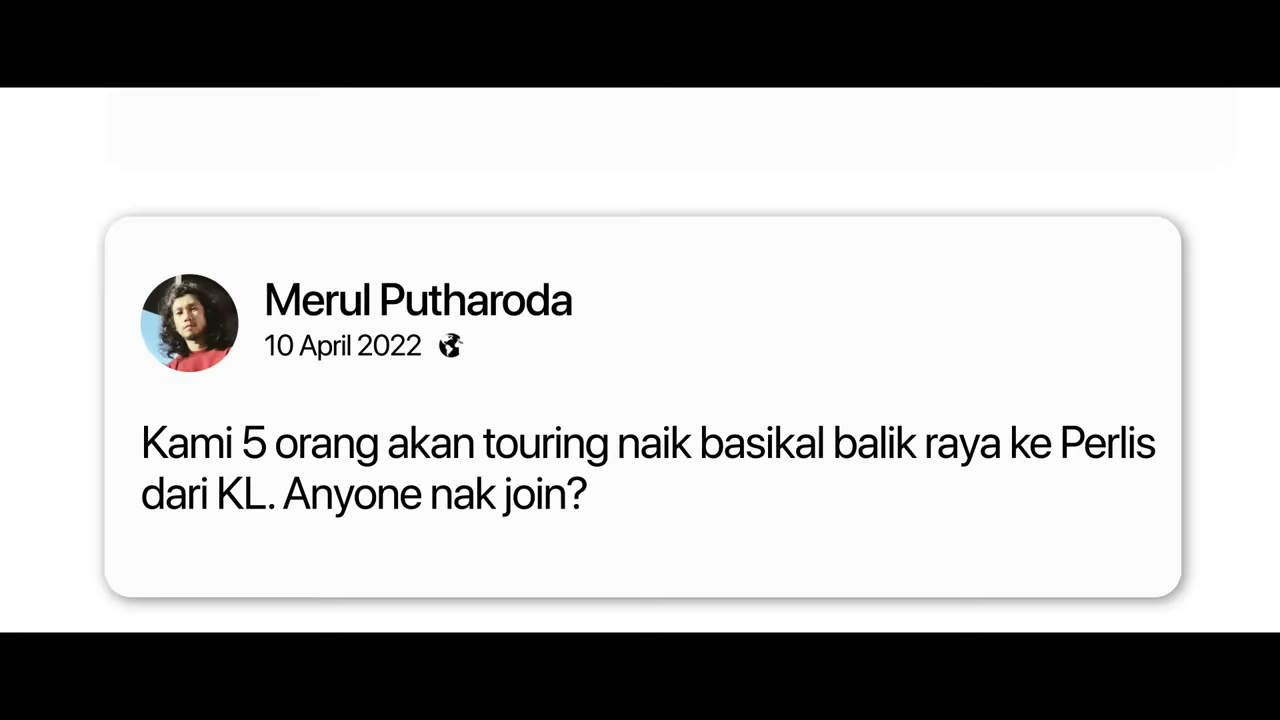 Merul Putharoda
10 April 2022
Kami 5 orang akan touring naik basikal balik raya ke Perlis
dari KL. Anyone nak join?